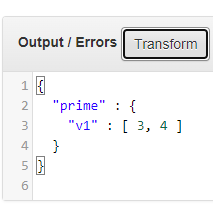 Output / Errors Transform
1 {
2   "prime" : {
3     "v1" : [ 3, 4 ]
4   }
5 }
6